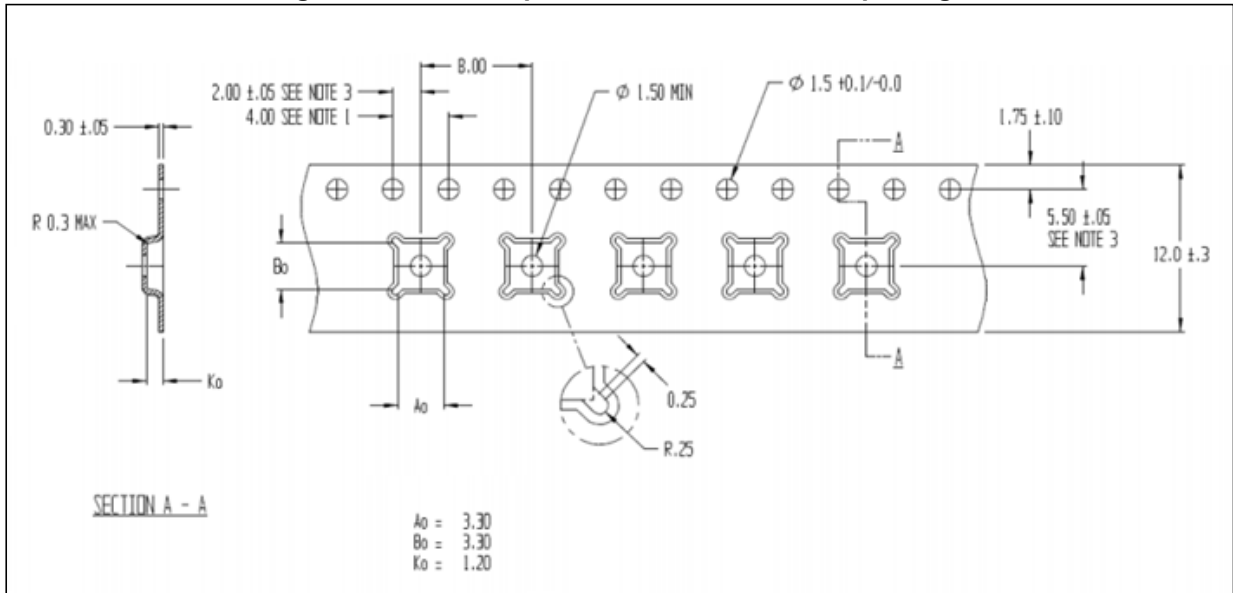 8.00
2.00 ±.05 SEE NOTE 3
4.00 SEE NOTE 1
Ø 1.50 MIN
Ø 1.5 +0.1/-0.0
0.30 ±.05
1.75 ±.10
A
R 0.3 MAX
Bo
5.50 ±.05
SEE NOTE 3
12.0 ±.3
A
Ko
Ao
0.25
R.25
SECTION A - A
Ao = 3.30
Bo = 3.30
Ko = 1.20